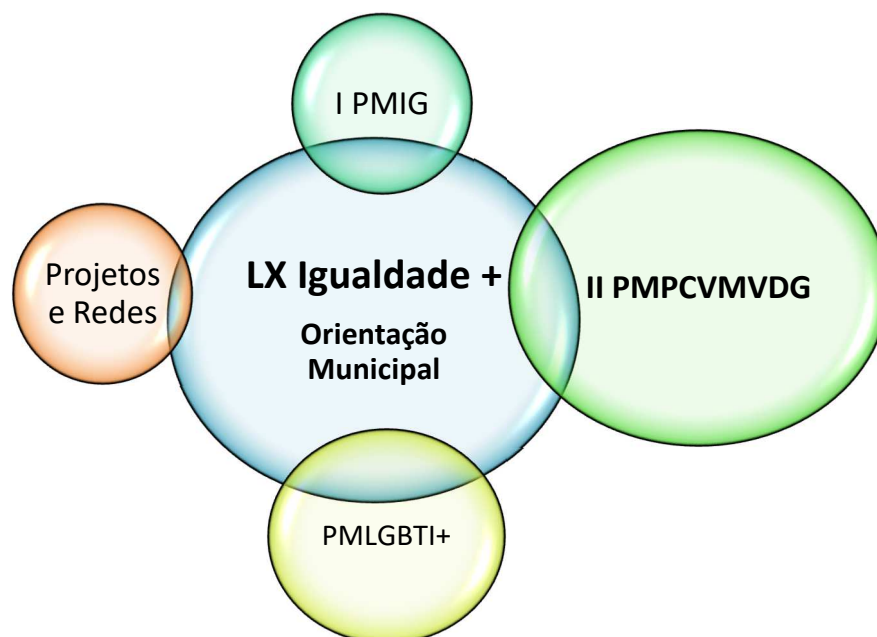 I PMIG
Projetos
e Redes
LX Igualdade +
Orientação
Municipal
II PMPCVMVDG
PMLGBTI+